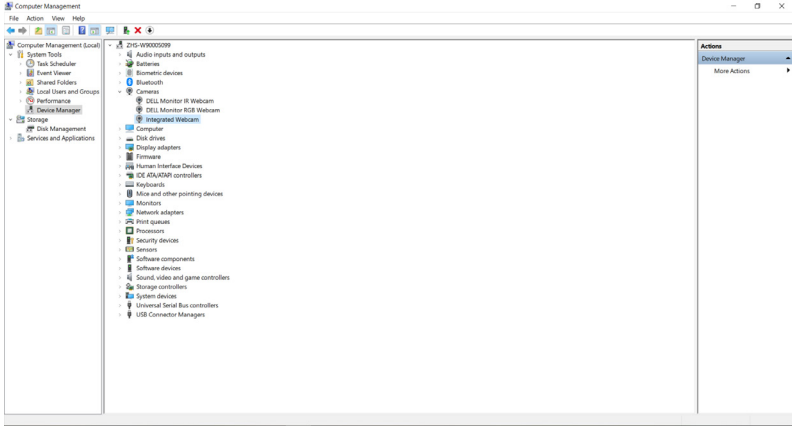 Computer Management
File Action View Help
Computer Management (Local)
System Tools
Task Scheduler
Event Viewer
Shared Folders
Local Users and Groups
Performance
Device Manager
Storage
Disk Management
Services and Applications
ZHS-W90005099
Audio inputs and outputs
Batteries
Biometric devices
Bluetooth
Cameras
DELL Monitor IR Webcam
DELL Monitor RGB Webcam
Integrated Webcam
Computer
Disk drives
Display adapters
Firmware
Human Interface Devices
IDE ATA/ATAPI controllers
Keyboards
Mice and other pointing devices
Monitors
Network adapters
Print queues
Processors
Security devices
Sensors
Software components
Software devices
Sound, video and game controllers
Storage controllers
System devices
Universal Serial Bus controllers
USB Connector Managers
Actions
Device Manager
More Actions